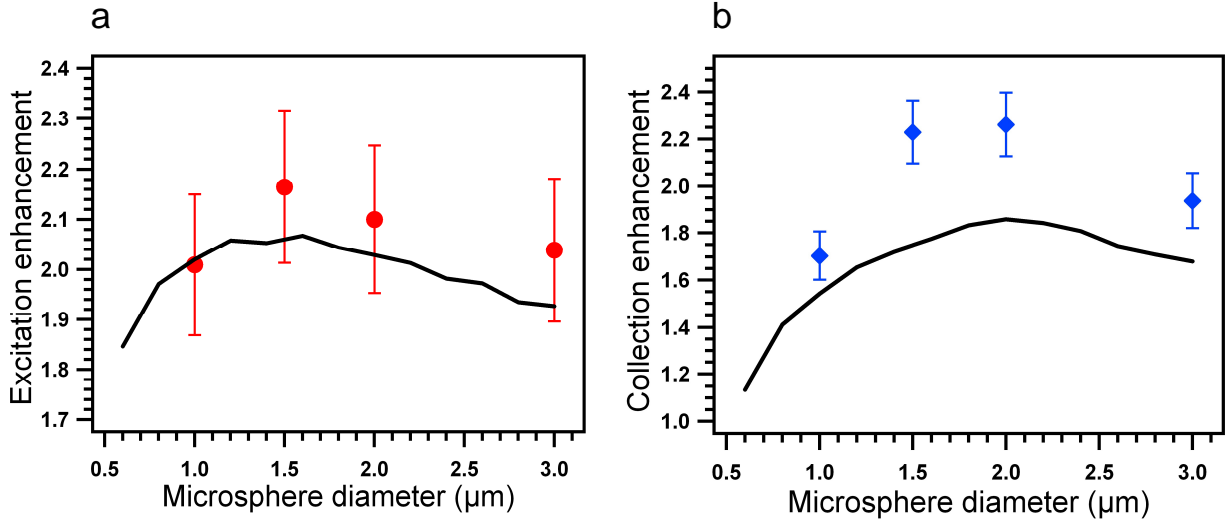 a
Excitation enhancement
2.4
2.3
2.2
2.1
2.0
1.9
1.8
1.7
0.5 1.0 1.5 2.0 2.5 3.0
Microsphere diameter (µm)
b
Collection enhancement
2.4
2.2
2.0
1.8
1.6
1.4
1.2
1.0
0.5 1.0 1.5 2.0 2.5 3.0
Microsphere diameter (µm)